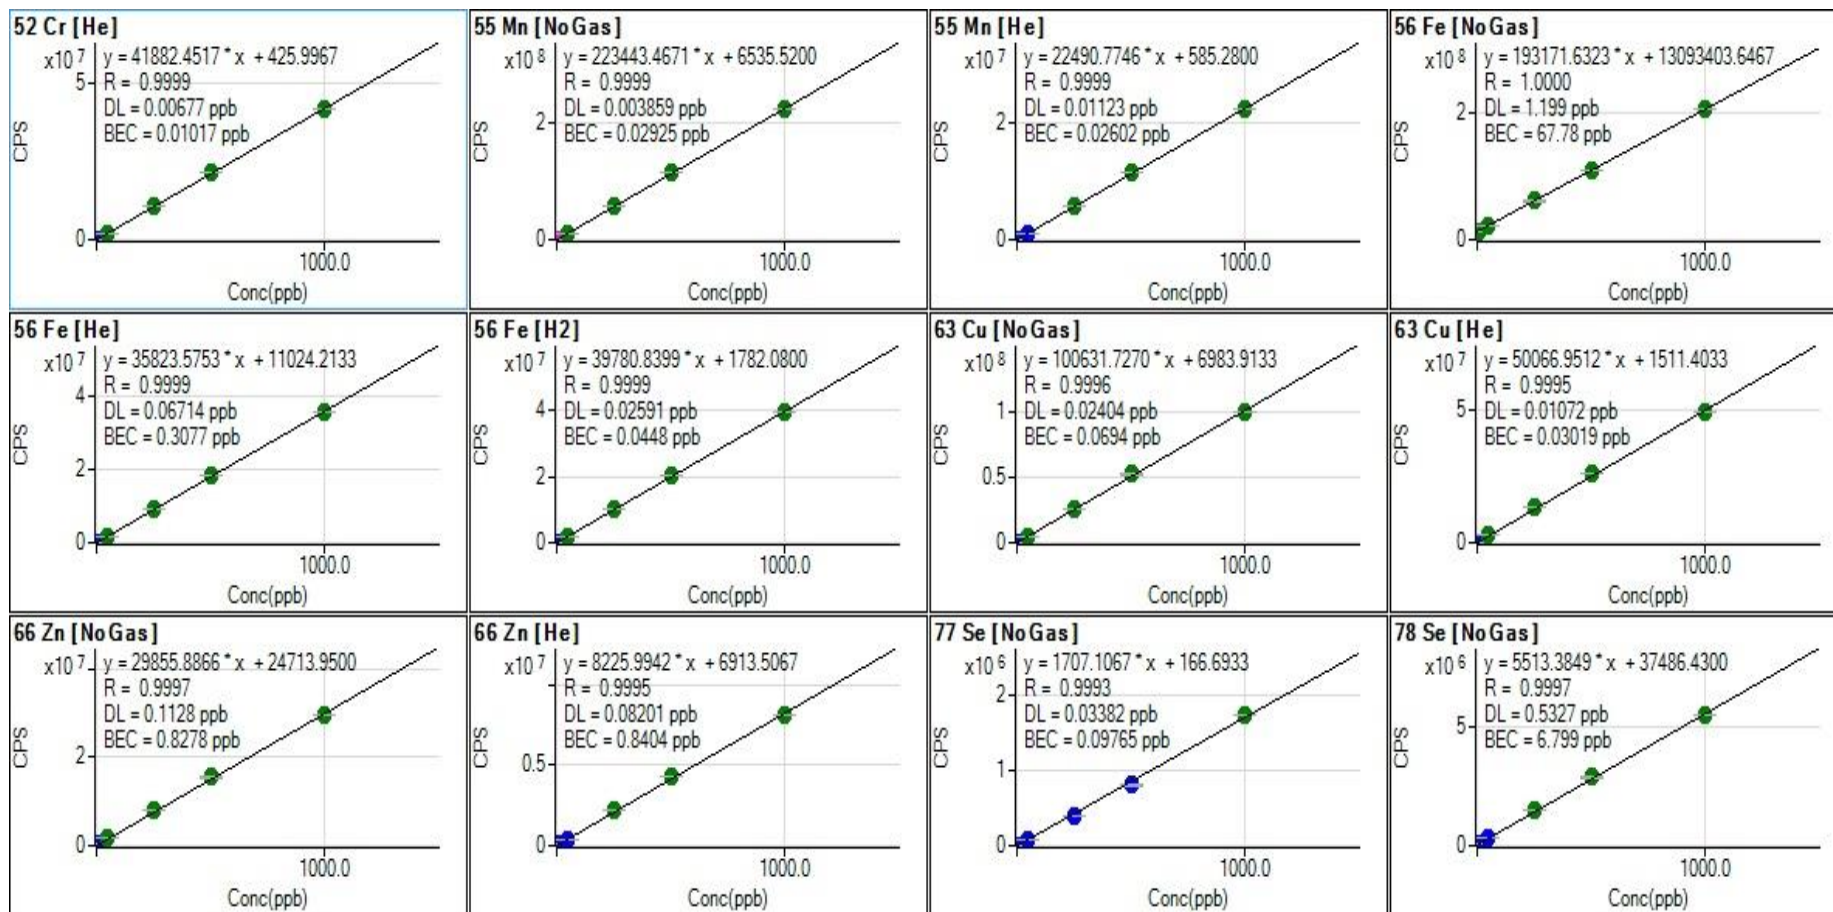 52 Cr [He]
x10^7
y = 41882.4517 * x + 425.9967
R = 0.9999
DL = 0.00677 ppb
BEC = 0.01017 ppb
5
0
CPS
1000.0
Conc(ppb)
55 Mn [NoGas]
x10^8
y = 223443.4671 * x + 6535.5200
R = 0.9999
DL = 0.003859 ppb
BEC = 0.02925 ppb
2
0
CPS
1000.0
Conc(ppb)
55 Mn [He]
x10^7
y = 22490.7746 * x + 585.2800
R = 0.9999
DL = 0.01123 ppb
BEC = 0.02602 ppb
2
0
CPS
1000.0
Conc(ppb)
56 Fe [NoGas]
x10^8
y = 193171.6323 * x + 13093403.6467
R = 1.0000
DL = 1.199 ppb
BEC = 67.78 ppb
2
0
CPS
1000.0
Conc(ppb)
56 Fe [He]
x10^7
y = 35823.5753 * x + 11024.2133
R = 0.9999
DL = 0.06714 ppb
BEC = 0.3077 ppb
4
2
0
CPS
1000.0
Conc(ppb)
56 Fe [H2]
x10^7
y = 39780.8399 * x + 1782.0800
R = 0.9999
DL = 0.02591 ppb
BEC = 0.0448 ppb
4
2
0
CPS
1000.0
Conc(ppb)
63 Cu [NoGas]
x10^8
y = 100631.7270 * x + 6983.9133
R = 0.9996
DL = 0.02404 ppb
BEC = 0.0694 ppb
1
0.5
0
CPS
1000.0
Conc(ppb)
63 Cu [He]
x10^7
y = 50066.9512 * x + 1511.4033
R = 0.9995
DL = 0.01072 ppb
BEC = 0.03019 ppb
5
0
CPS
1000.0
Conc(ppb)
66 Zn [NoGas]
x10^7
y = 29855.8866 * x + 24713.9500
R = 0.9997
DL = 0.1128 ppb
BEC = 0.8278 ppb
2
0
CPS
1000.0
Conc(ppb)
66 Zn [He]
x10^7
y = 8225.9942 * x + 6913.5067
R = 0.9995
DL = 0.08201 ppb
BEC = 0.8404 ppb
0.5
0
CPS
1000.0
Conc(ppb)
77 Se [NoGas]
x10^6
y = 1707.1067 * x + 166.6933
R = 0.9993
DL = 0.03382 ppb
BEC = 0.09765 ppb
2
1
0
CPS
1000.0
Conc(ppb)
78 Se [NoGas]
x10^6
y = 5513.3849 * x + 37486.4300
R = 0.9997
DL = 0.5327 ppb
BEC = 6.799 ppb
5
0
CPS
1000.0
Conc(ppb)